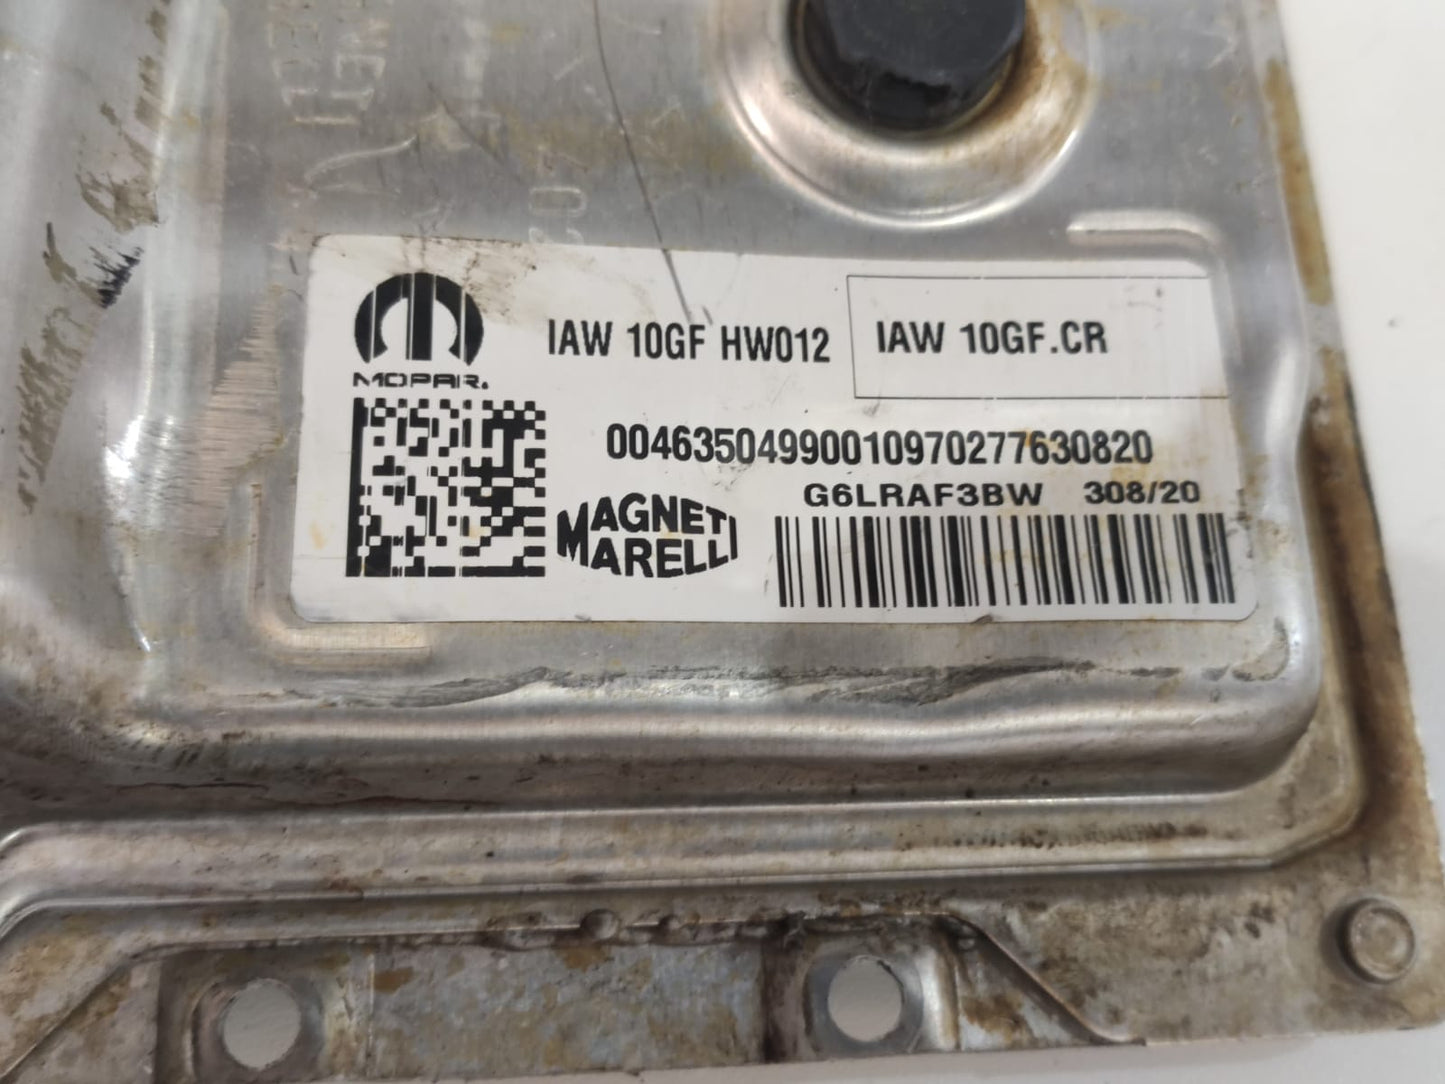 MOPAR.
IAW 10GF HW012
IAW 10GF.CR
00463504990010970277630820
G6LRAF3BW 308/20
MAGNETI
MARELLI